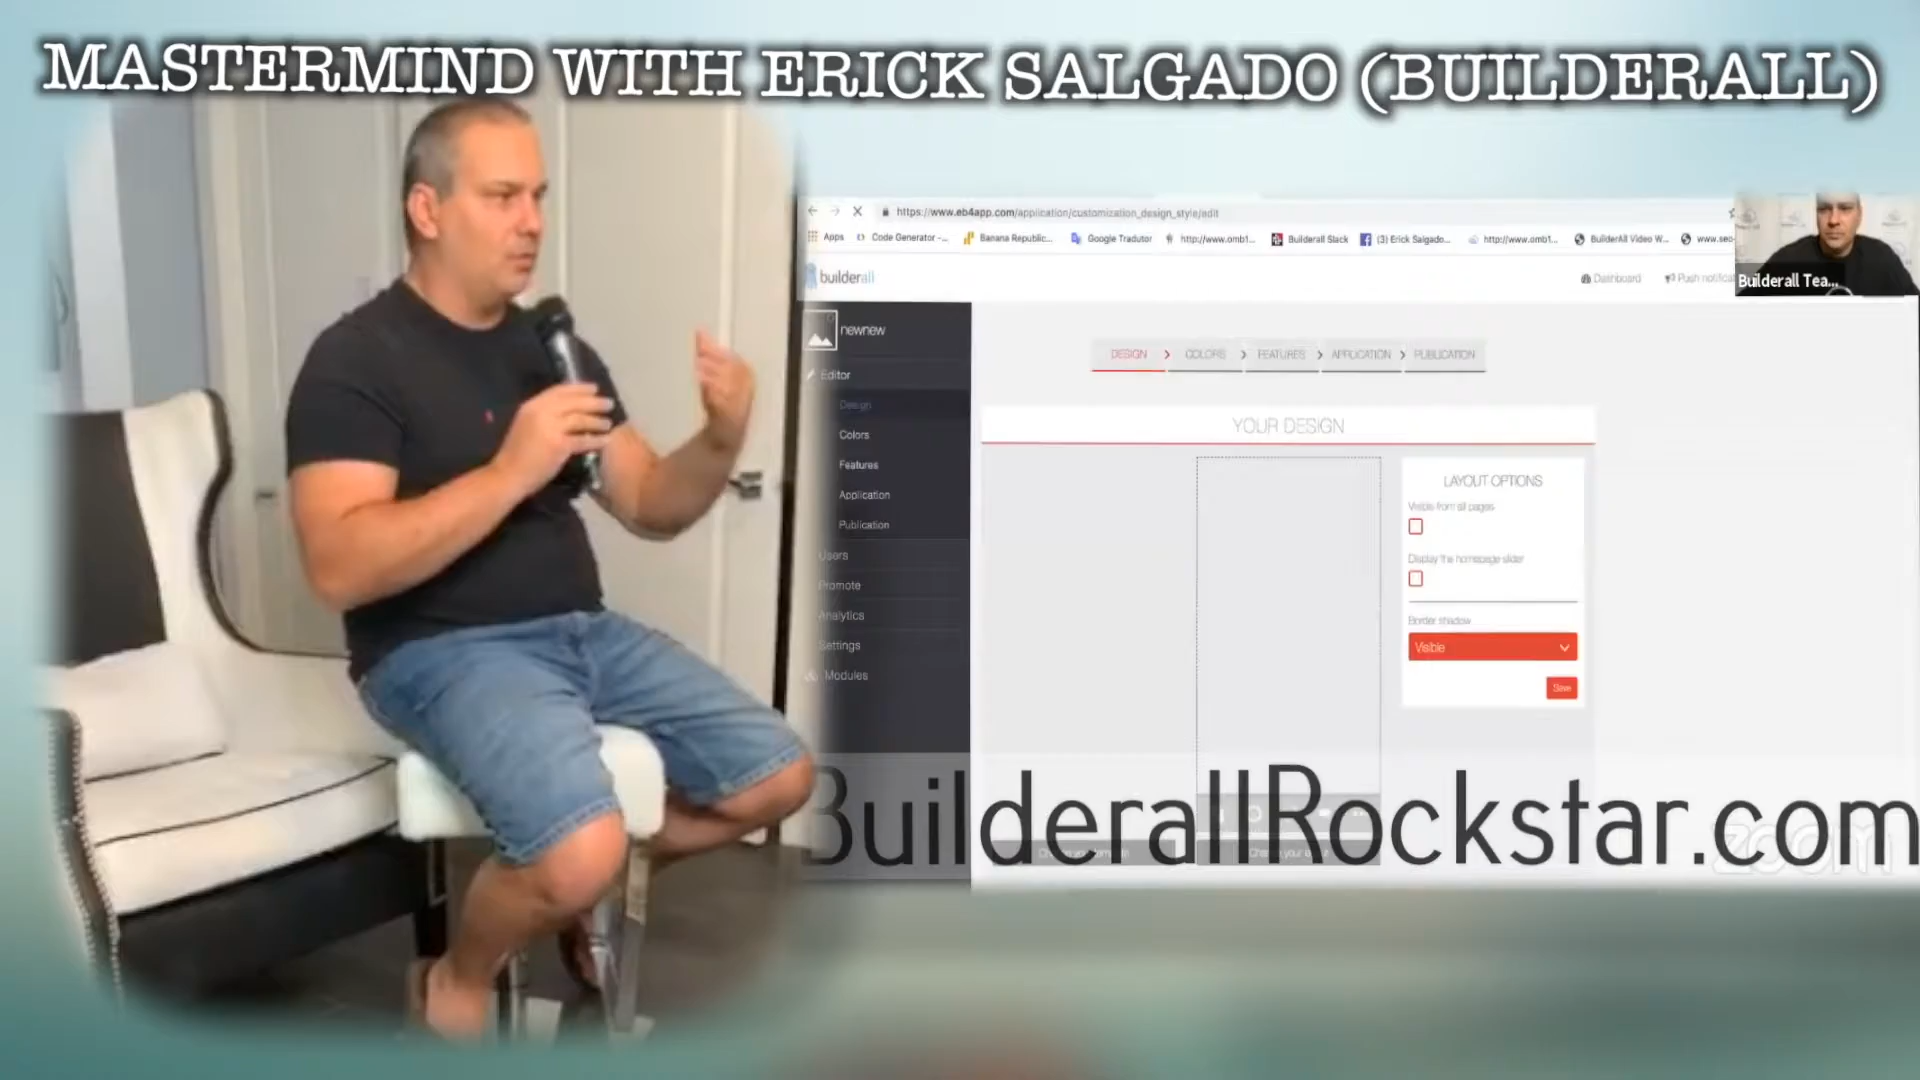 MASTERMIND WITH ERICK SALGADO (BUILDERALL)
https://www.eb4app.com/application/customization_design_style/edit
Apps Code Generator -... Banana Republic... Google Tradutor http://www.omb1... Builderall Slack (3) Erick Salgado... http://www.omb1... BuilderAll Video W... www.seo-
builderall
Dashboard
Push notificat
Builderall Tea...
newnew
Editor
Design
Colors
Features
Application
Publication
Users
Promote
Analytics
Settings
Modules
DESIGN COLORS FEATURES APPLICATION PUBLICATION
YOUR DESIGN
LAYOUT OPTIONS
Visible from all pages
Display the homepage slider
Border shadow
Visible
Save
BuilderallRockstar.com
zoom